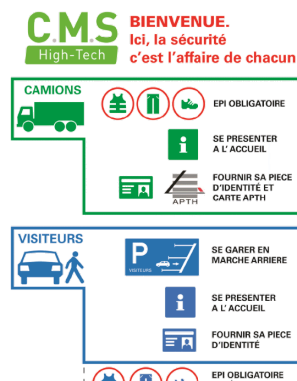 C.M.S
High-Tech
BIENVENUE.
Ici, la sécurité
c'est l'affaire de chacun
CAMIONS
EPI OBLIGATOIRE
i
SE PRESENTER
A L'ACCUEIL
APTH
FOURNIR SA PIECE
D'IDENTITÉ ET
CARTE APTH
VISITEURS
P
VISITEURS
SE GARER EN
MARCHE ARRIERE
i
SE PRESENTER
A L'ACCUEIL
FOURNIR SA PIECE
D'IDENTITÉ
EPI OBLIGATOIRE